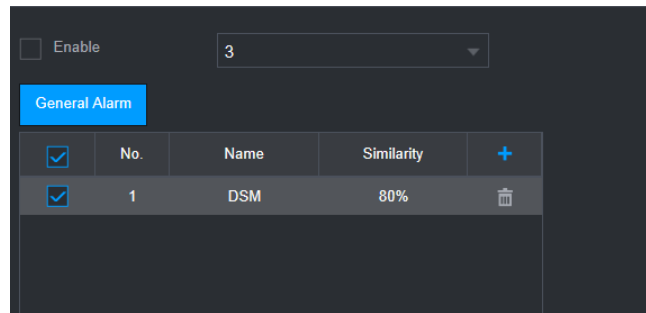 Enable 3
General Alarm
No. Name Similarity +
1 DSM 80%